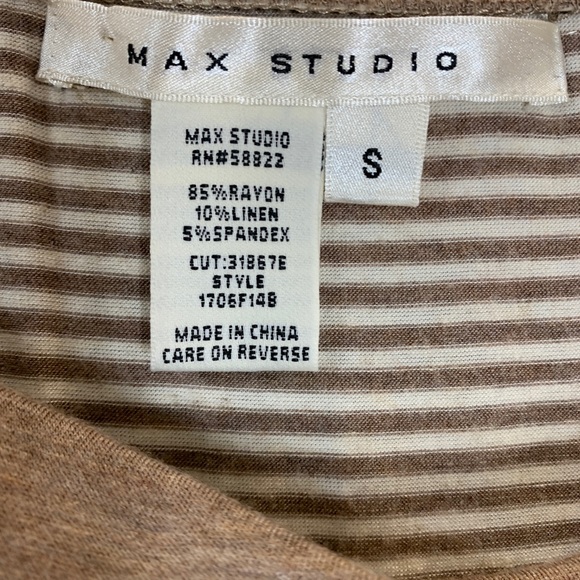 MAX STUDIO
MAX STUDIO
RN#58822
S
85%RAYON
10%LINEN
5%SPANDEX
CUT:31867E
STYLE
1706F14B
MADE IN CHINA
CARE ON REVERSE